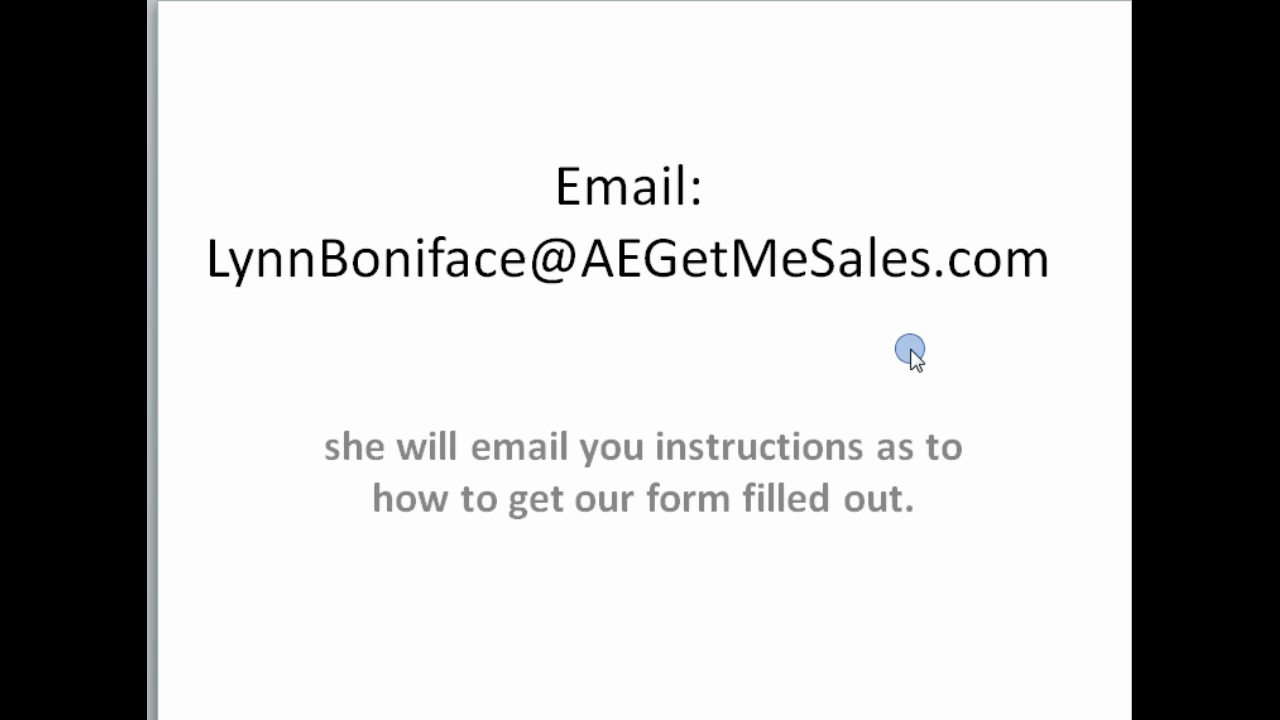 Email:
LynnBoniface@AEGetMeSales.com
she will email you instructions as to
how to get our form filled out.